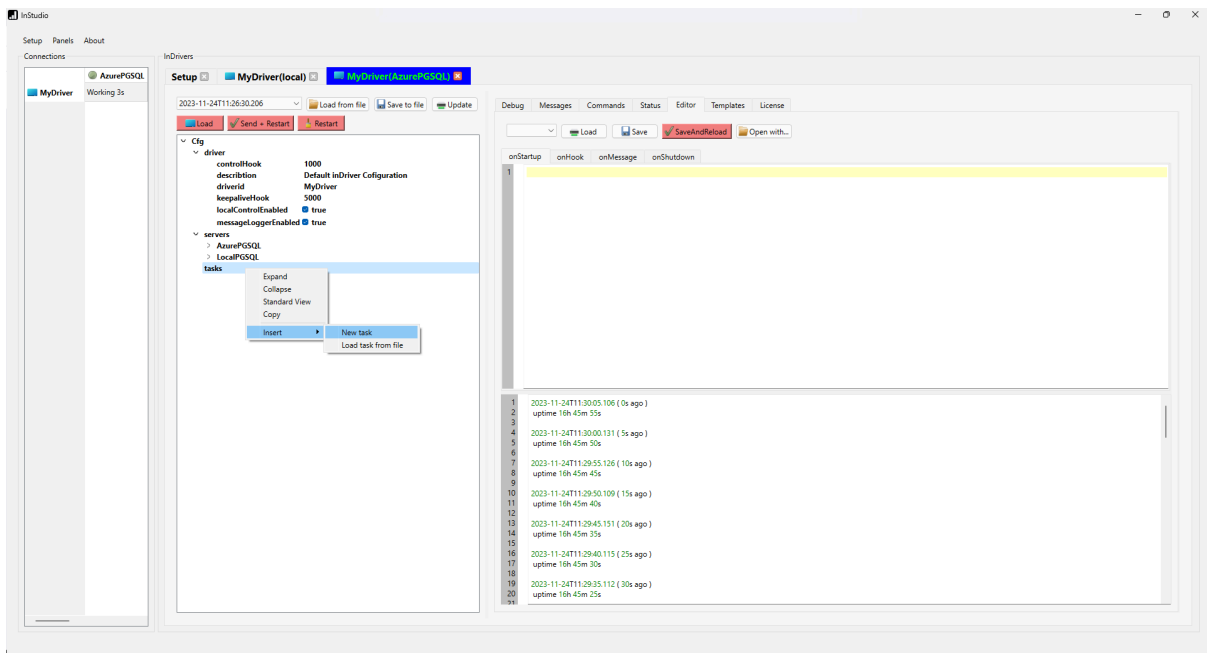 InStudio
Setup Panels About
Connections
AzurePGSQL
MyDriver Working 3s
InDrivers
Setup MyDriver(local) MyDriver(AzurePGSQL)
2023-11-24T11:26:30.206 Load from file Save to file Update
Load Send + Restart Restart
Cfg
driver
controlHook 1000
describtion Default inDriver Cofiguration
driverid MyDriver
keepaliveHook 5000
localControlEnabled true
messageLoggerEnabled true
servers
AzurePGSQL
LocalPGSQL
tasks
Expand
Collapse
Standard View
Copy
Insert
New task
Load task from file
Debug Messages Commands Status Editor Templates License
Load Save SaveAndReload Open with...
onStartup onHook onMessage onShutdown
1
1 2023-11-24T11:30:05.106 ( 0s ago )
2 uptime 16h 45m 55s
3
4 2023-11-24T11:30:00.131 ( 5s ago )
5 uptime 16h 45m 50s
6
7 2023-11-24T11:29:55.126 ( 10s ago )
8 uptime 16h 45m 45s
9
10 2023-11-24T11:29:50.109 ( 15s ago )
11 uptime 16h 45m 40s
12
13 2023-11-24T11:29:45.151 ( 20s ago )
14 uptime 16h 45m 35s
15
16 2023-11-24T11:29:40.115 ( 25s ago )
17 uptime 16h 45m 30s
18
19 2023-11-24T11:29:35.112 ( 30s ago )
20 uptime 16h 45m 25s
21